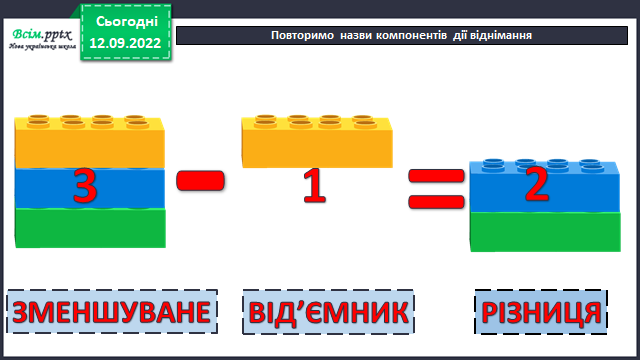 Всім.pptx
Нова українська школа
Сьогодні
12.09.2022
Повторимо назви компонентів дії віднімання
3 - 1 = 2
ЗМЕНШУВАНЕ ВІД’ЄМНИК РІЗНИЦЯ